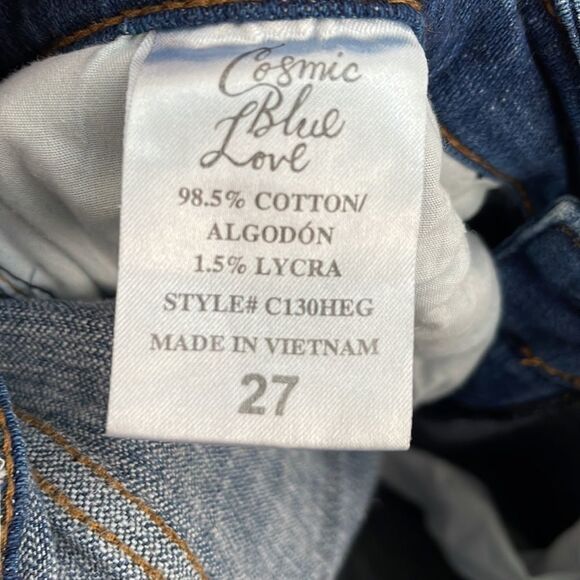 Cosmic
Blue
Love
98.5% COTTON/
ALGODÓN
1.5% LYCRA
STYLE# C130HEG
MADE IN VIETNAM
27